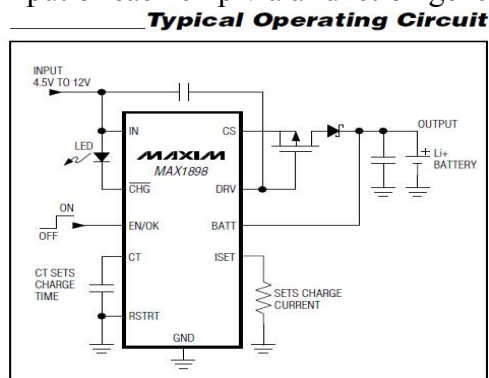 Typical Operating Circuit
INPUT
4.5V TO 12V
IN
CS
OUTPUT
LED
MAXIM
MAX1898
+
Li+
BATTERY
CHG
DRV
ON
OFF
EN/OK
BATT
CT
ISET
CT SETS
CHARGE
TIME
SETS CHARGE
CURRENT
RSTRT
GND